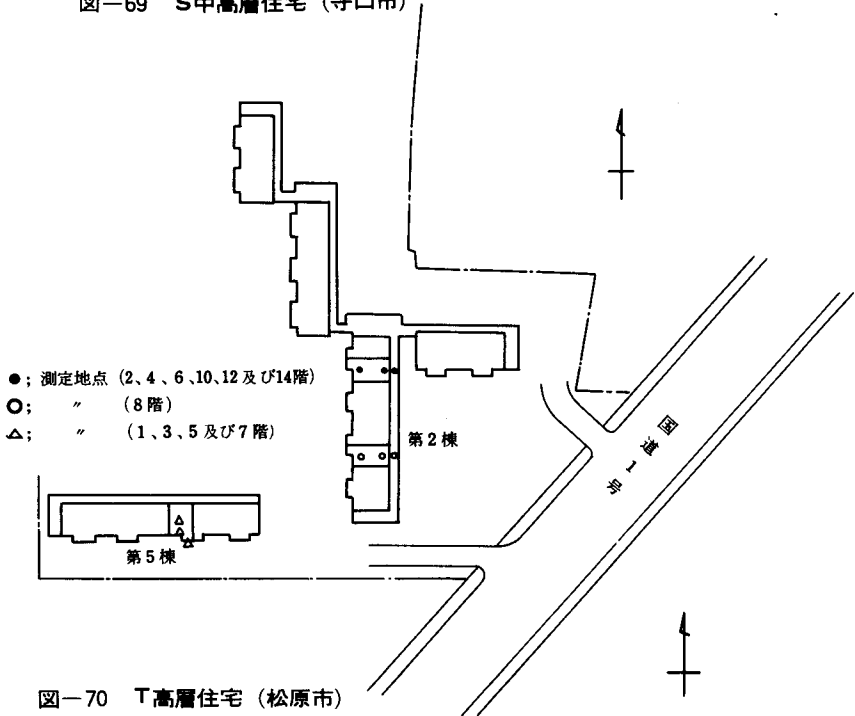 図－69　S中高層住宅（守口市）
●；測定地点（2、4、6、10、12及び14階）
○；　〃　（8階）
△；　〃　（1、3、5及び7階）
第2棟
国道1号
第5棟
図－70　T高層住宅（松原市）